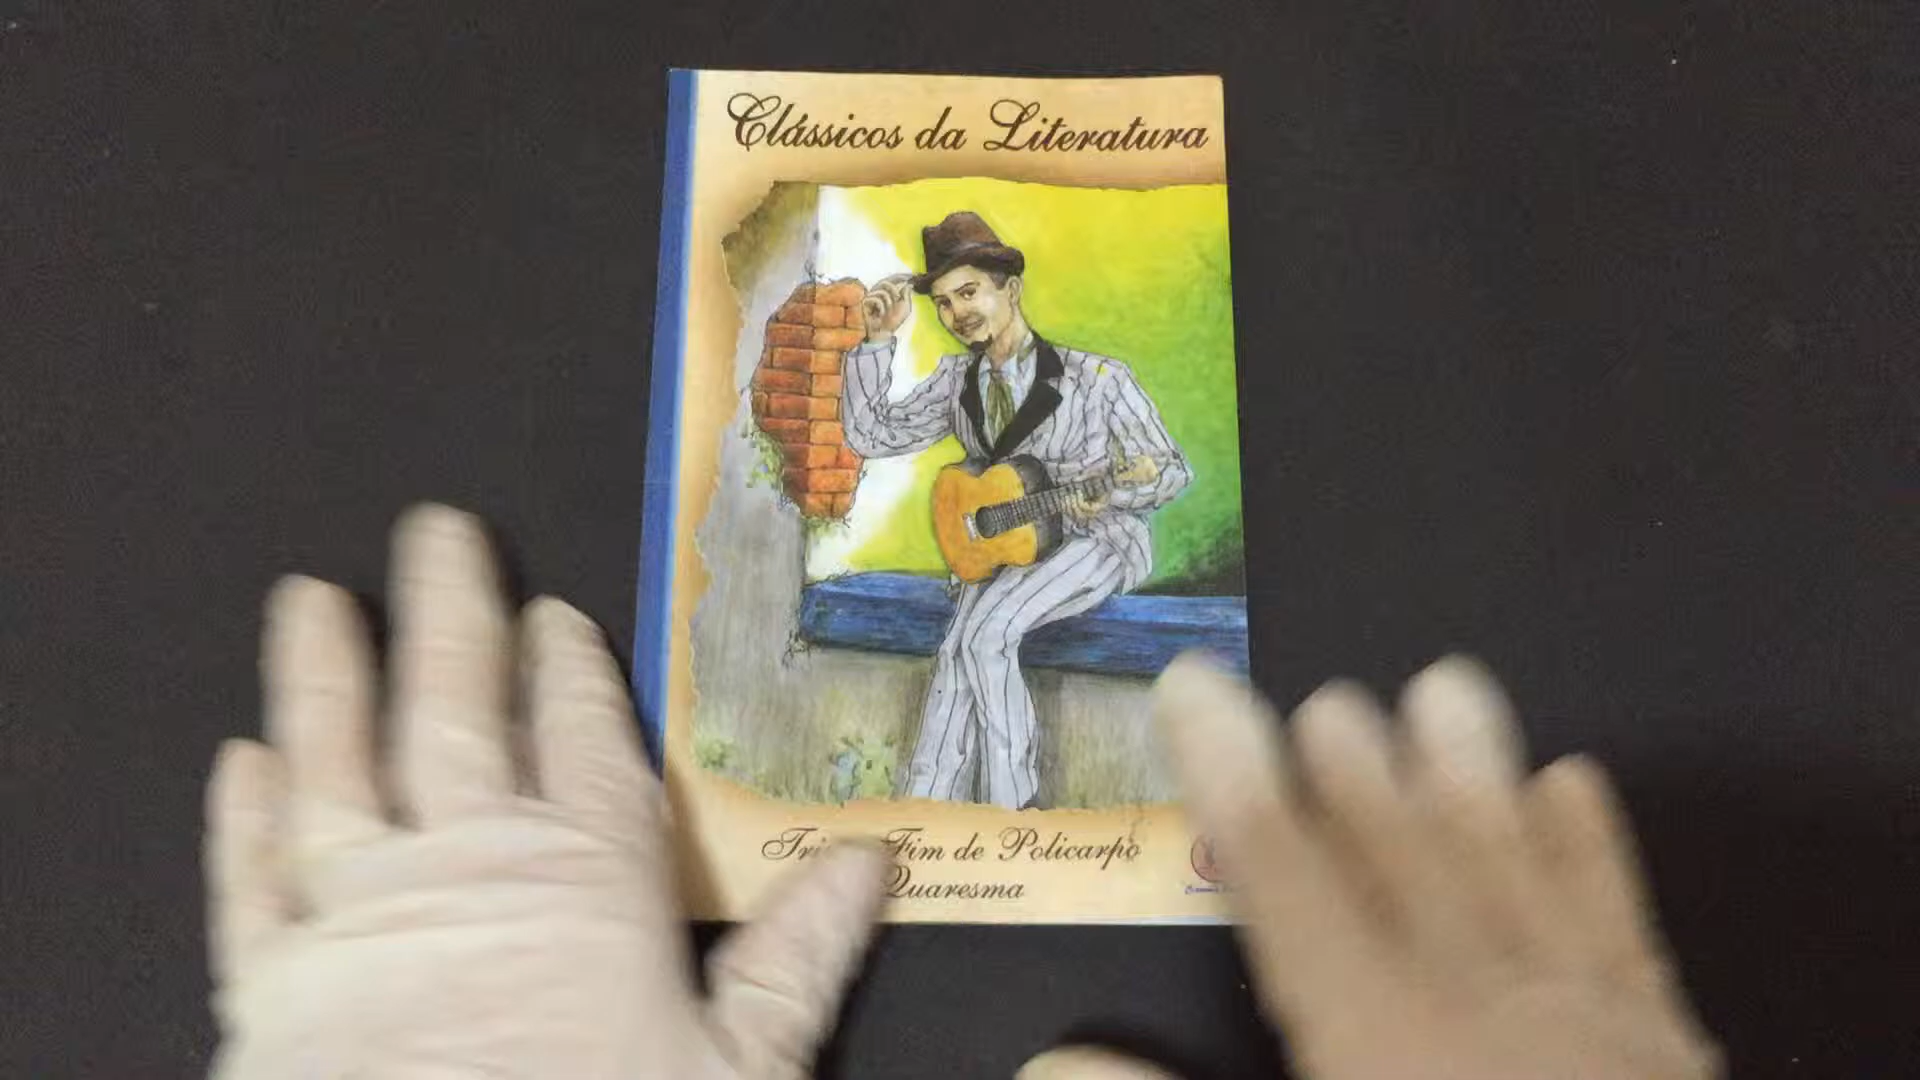 Clássicos da Literatura
Fim de Policarpo
Quaresma